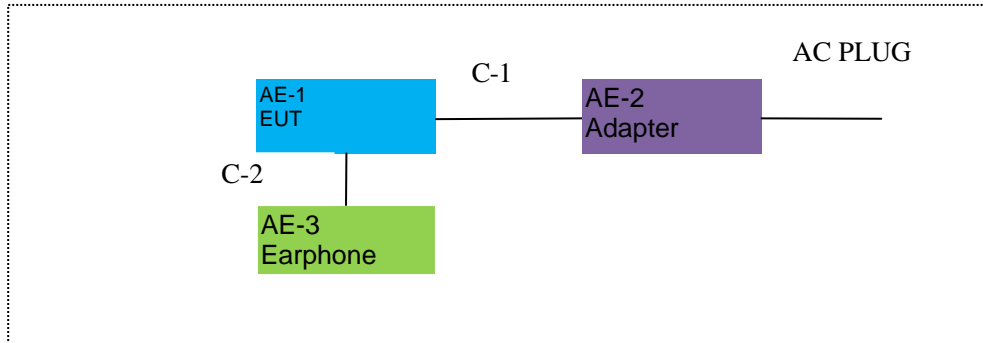 AC PLUG
C-1
AE-1
EUT
AE-2
Adapter
C-2
AE-3
Earphone